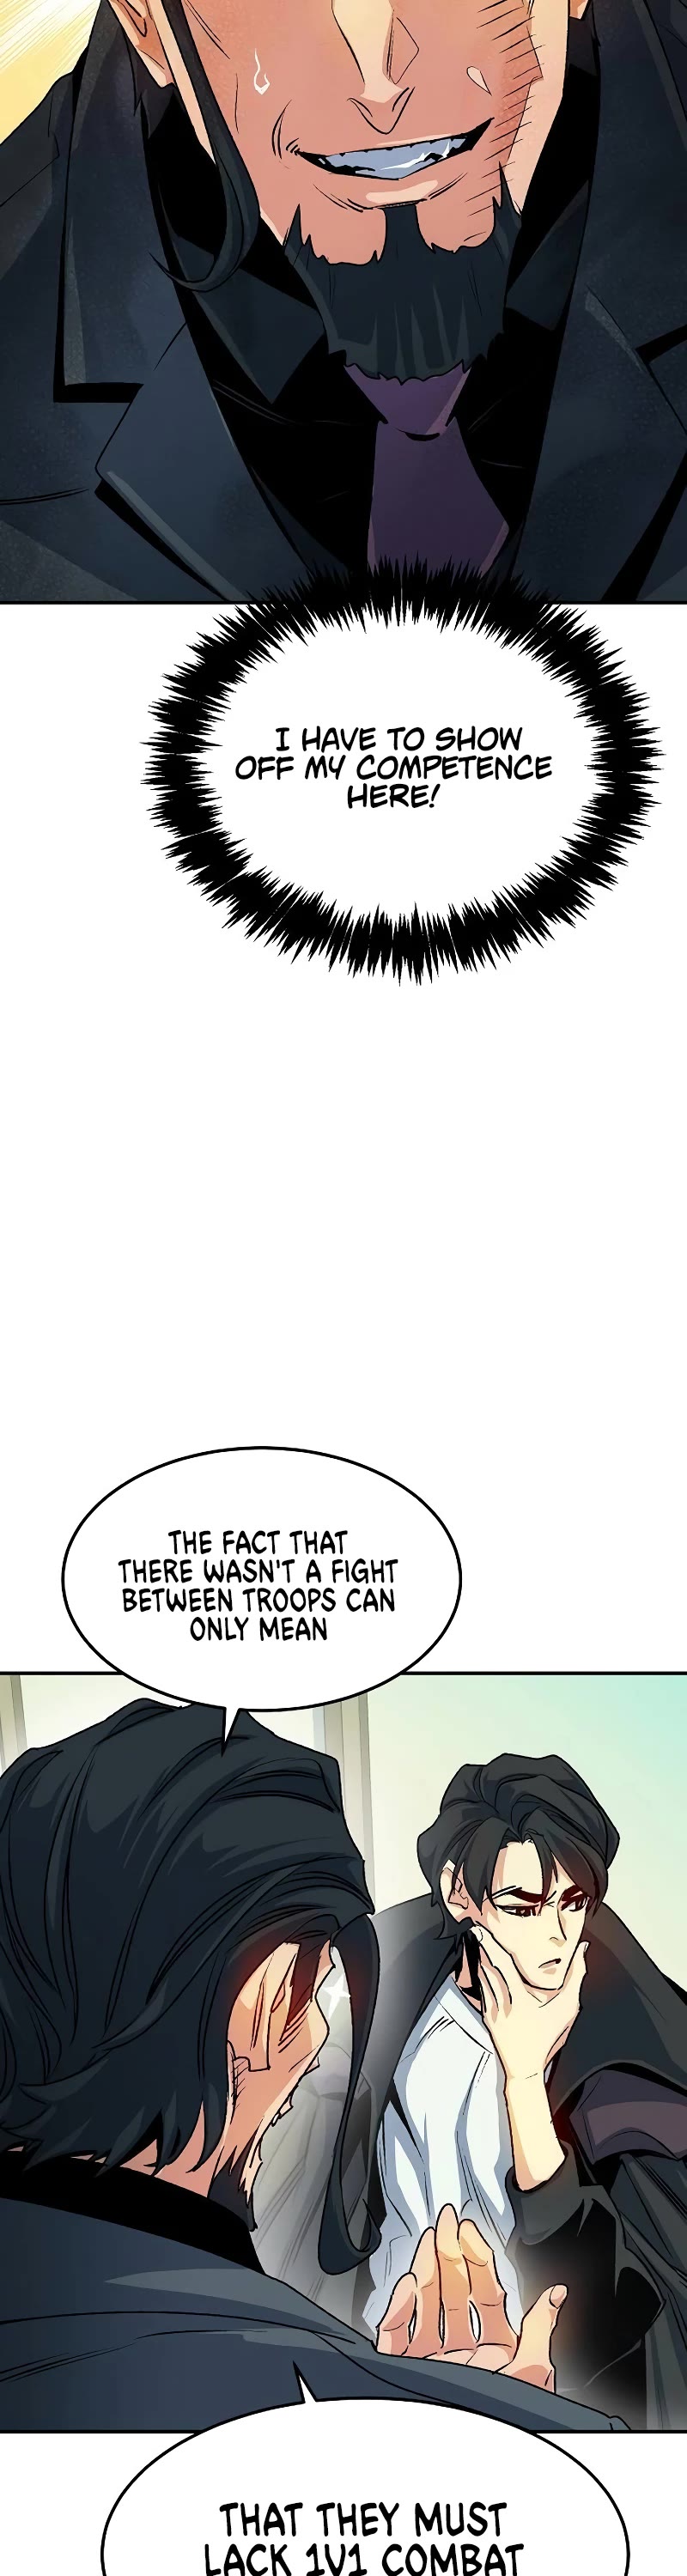 I HAVE TO SHOW
OFF MY COMPETENCE
HERE!
THE FACT THAT
THERE WASN'T A FIGHT
BETWEEN TROOPS CAN
ONLY MEAN
THAT THEY MUST
LACK 1V1 COMBAT